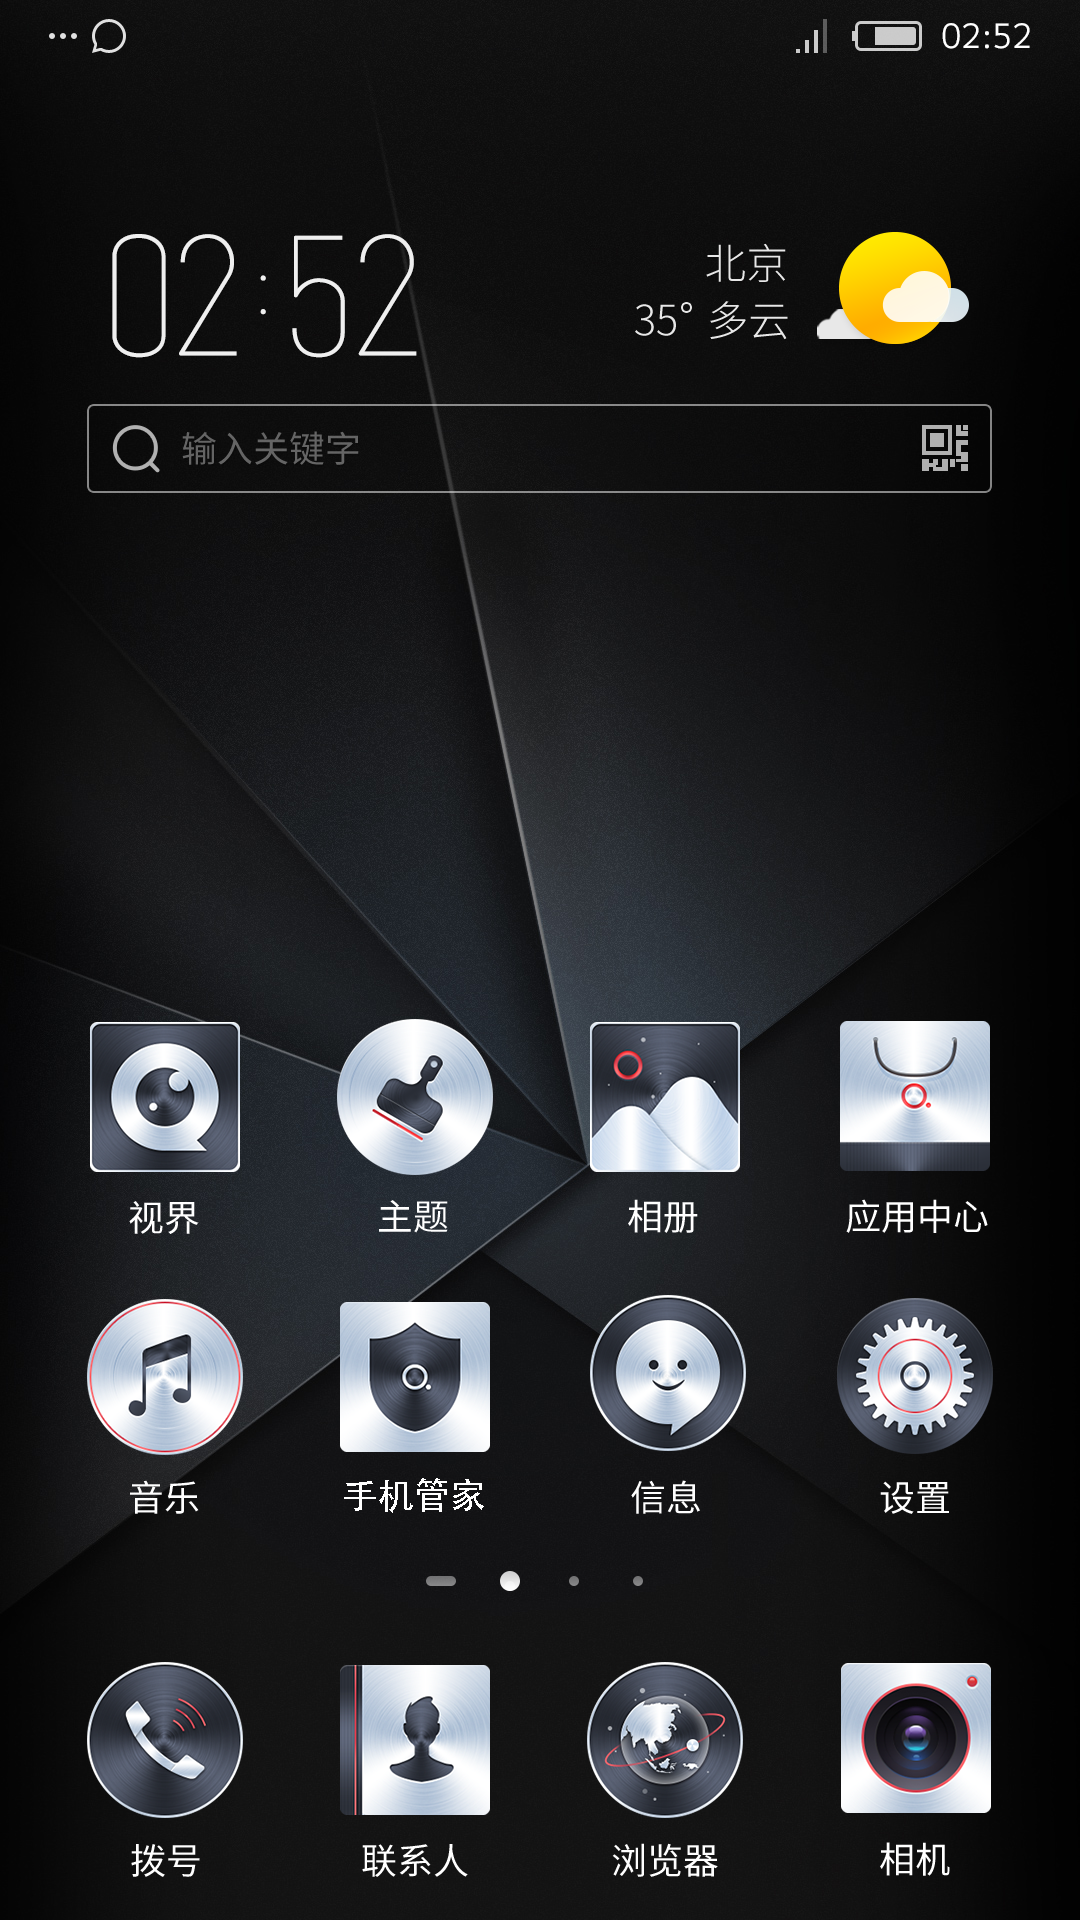 02:52
02:52
北京
35° 多云
输入关键字
视界
主题
相册
应用中心
音乐
手机管家
信息
设置
拨号
联系人
浏览器
相机